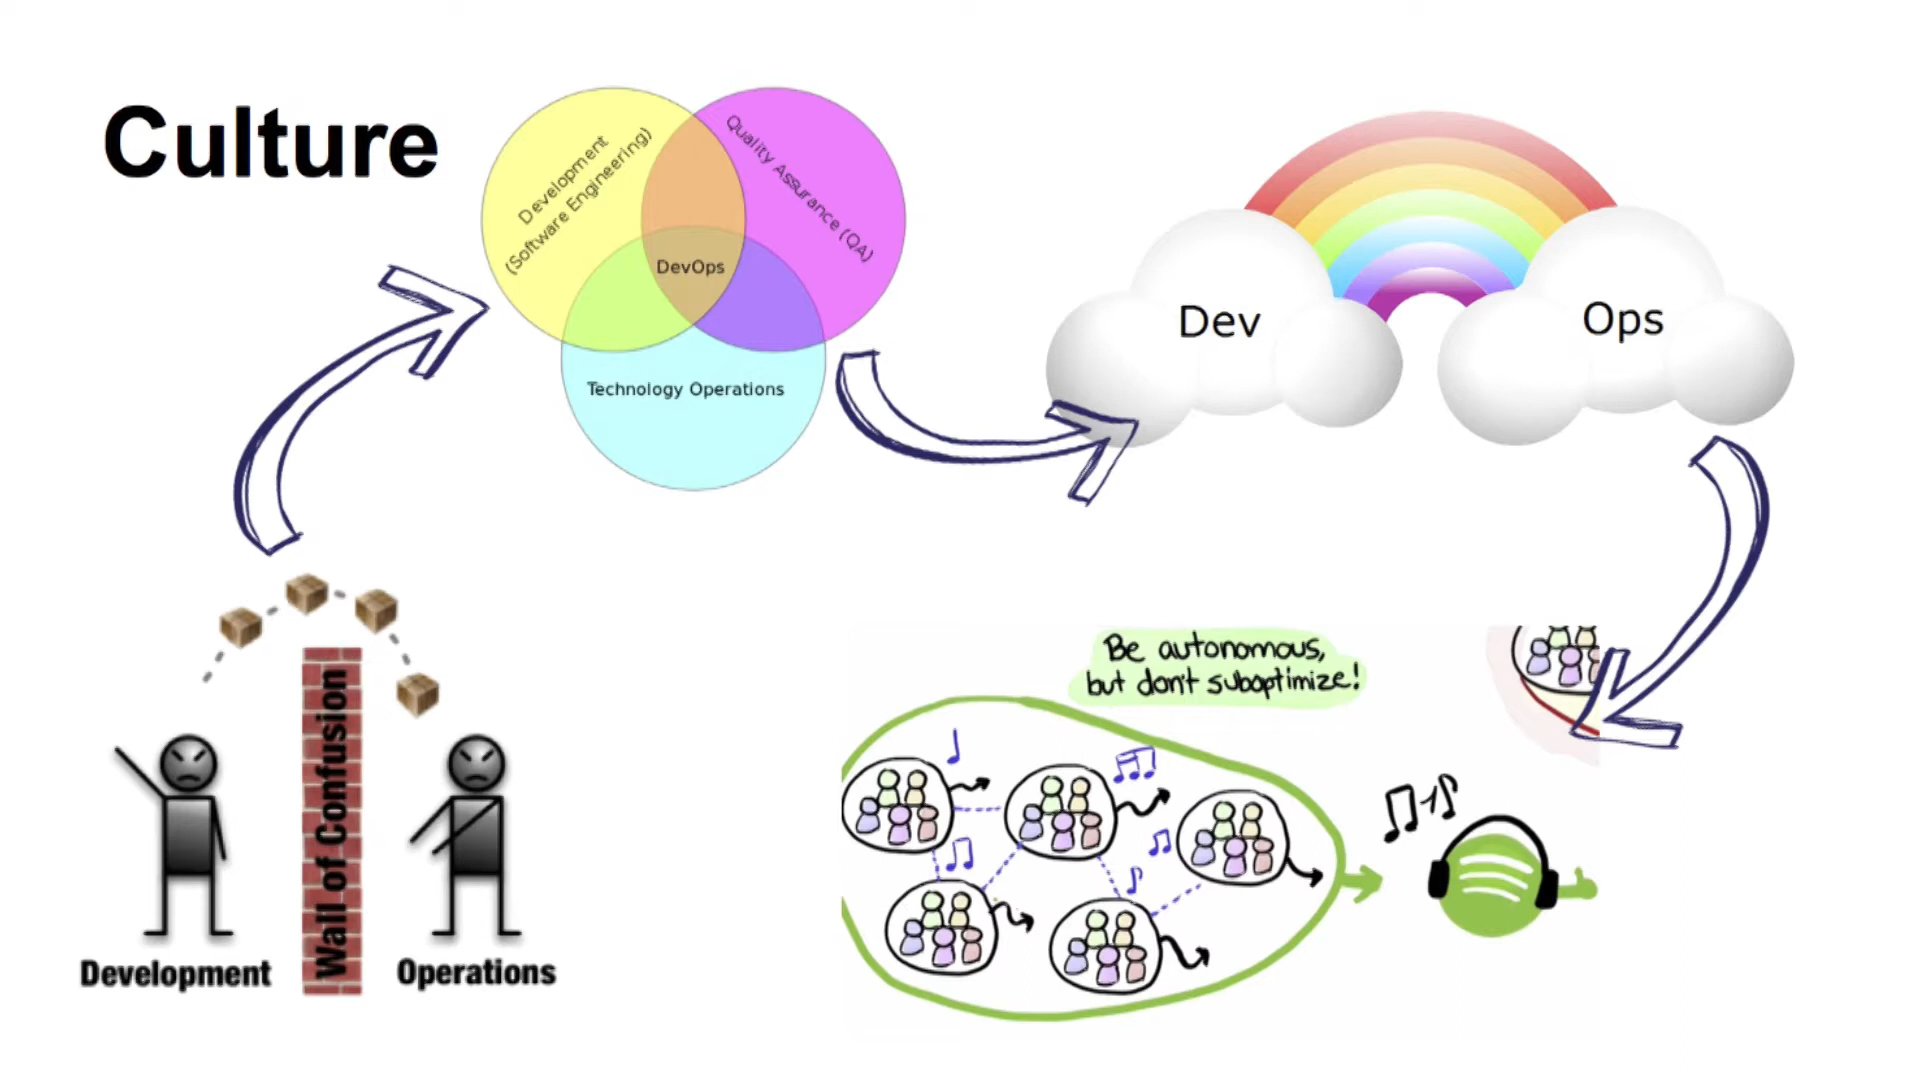 Culture
Development
(Software Engineering)
Quality Assurance (QA)
DevOps
Technology Operations
Dev
Ops
Wall of Confusion
Development
Operations
Be autonomous,
but don't suboptimize!